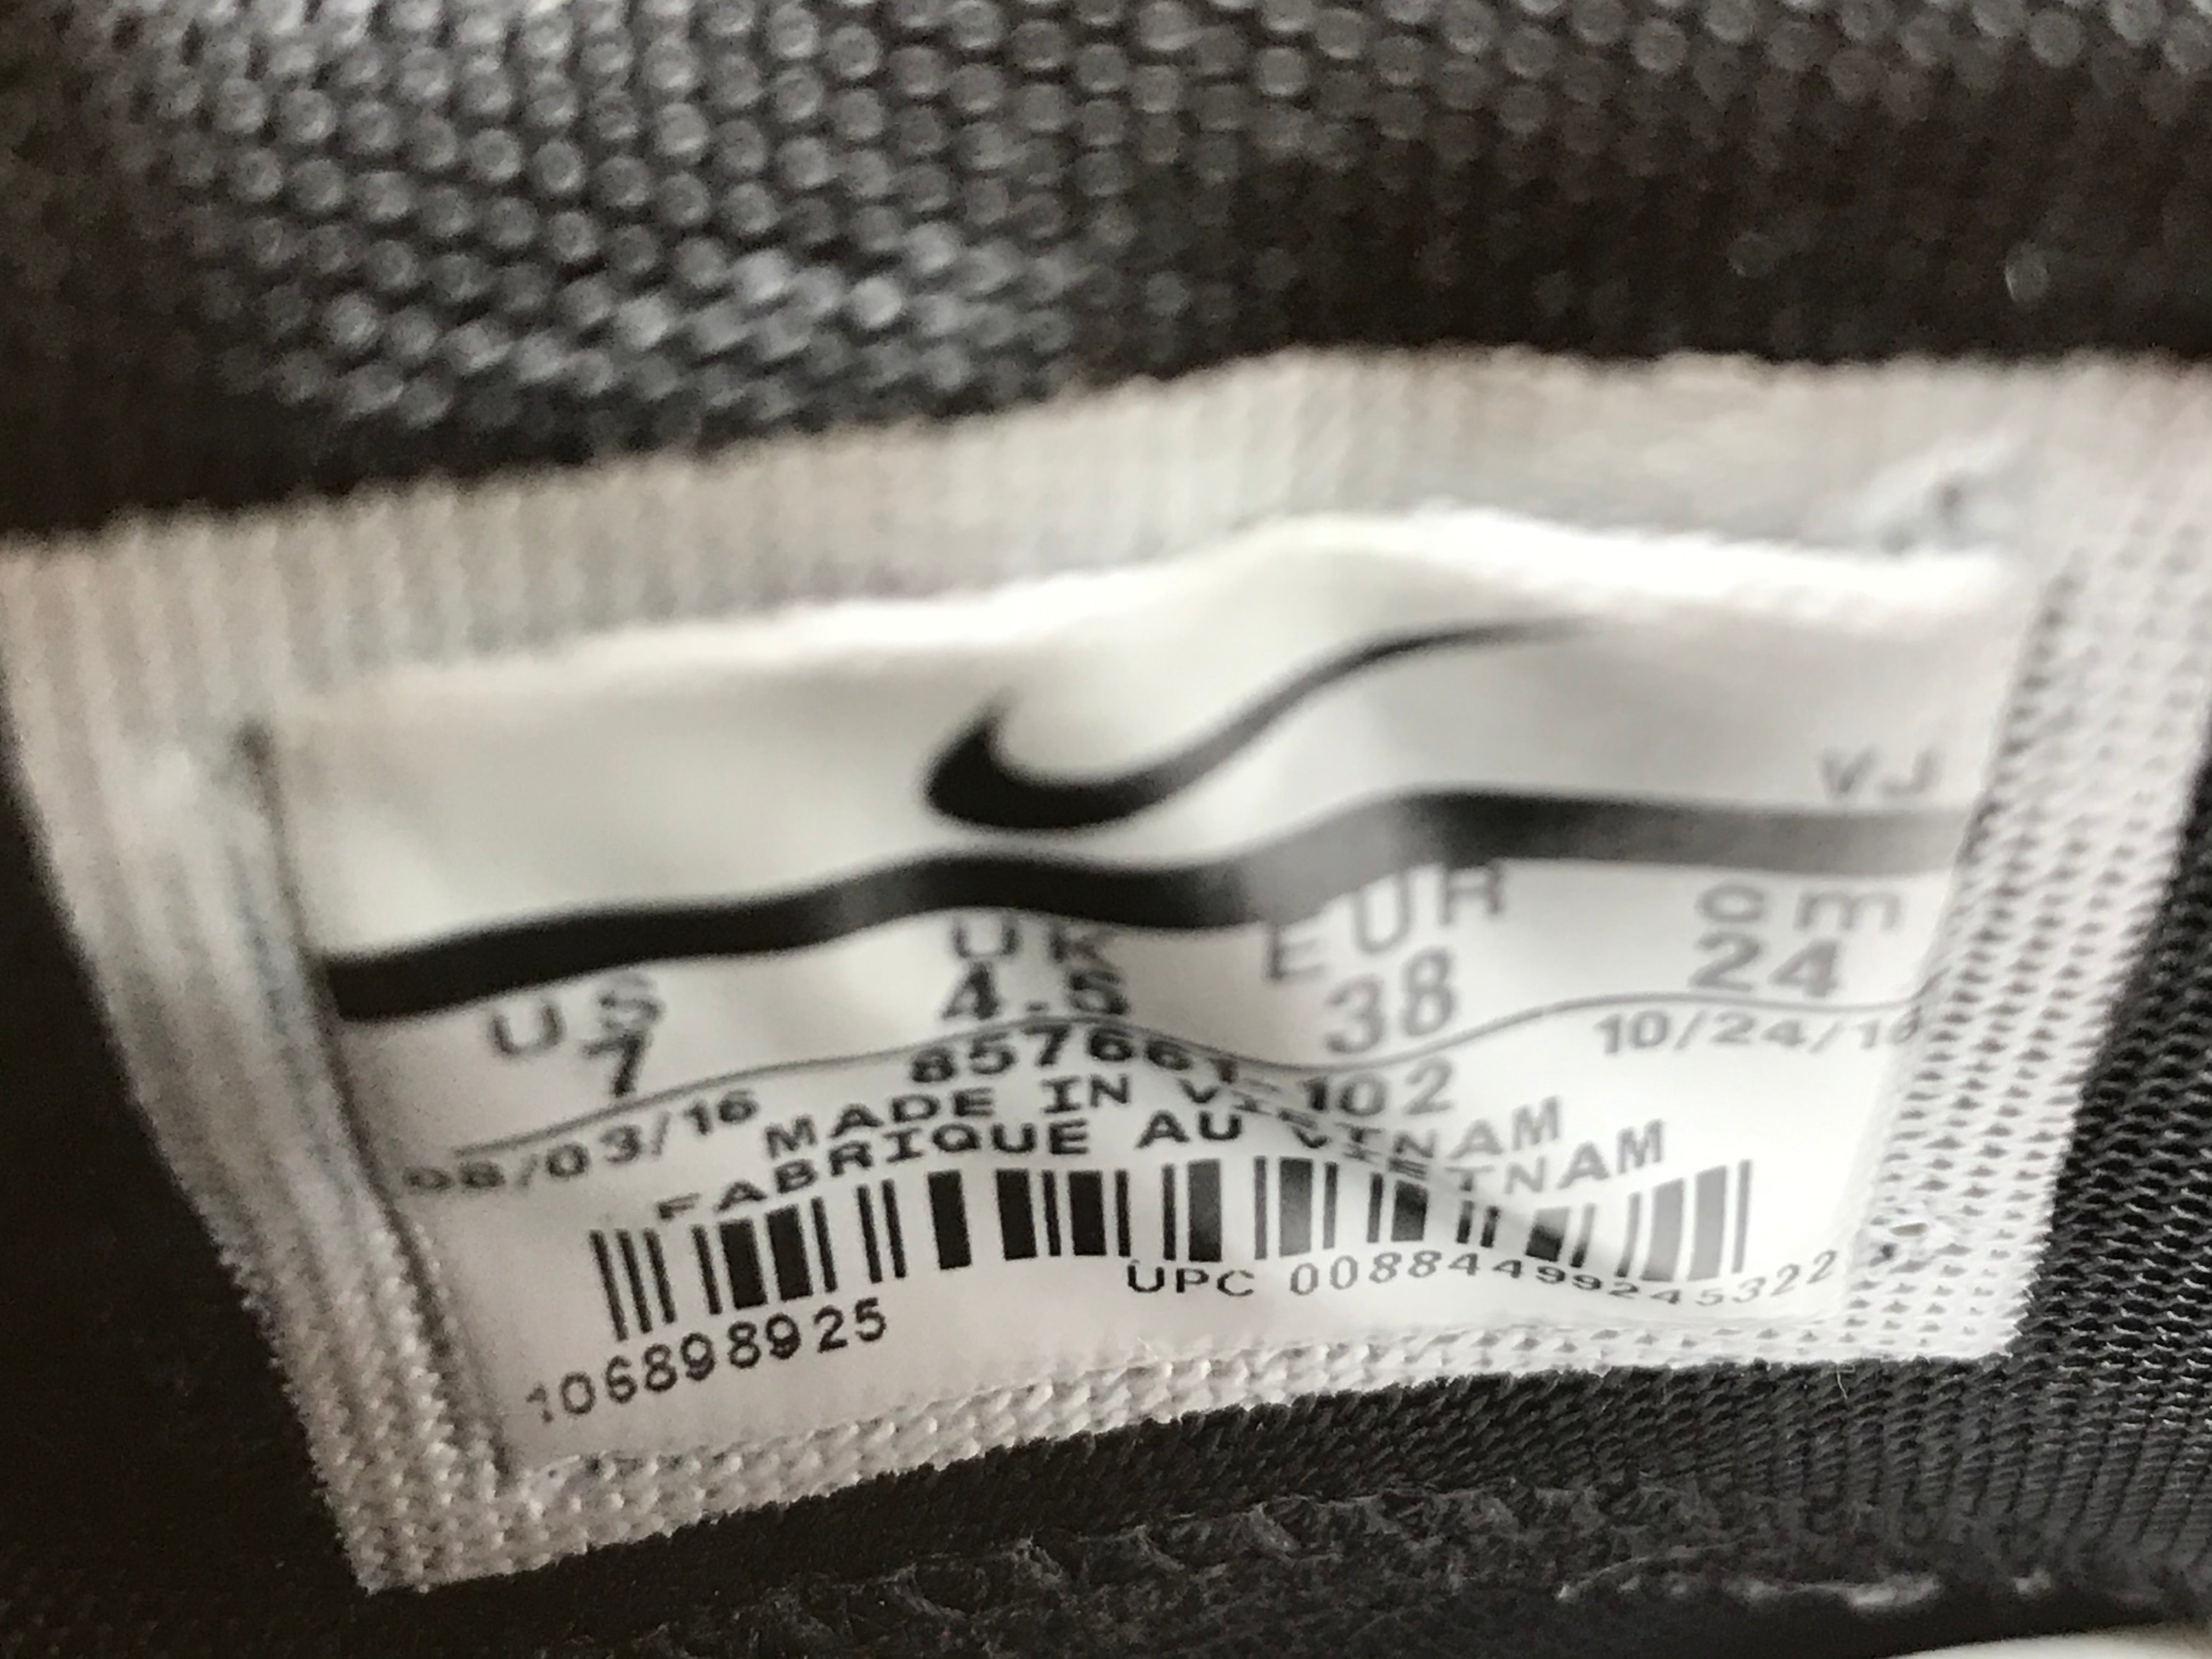 VJ
US UK EUR cm
7 4.5 38 24
08/03/16 857661-102 10/24/16
MADE IN VIETNAM
FABRIQUE AU VIETNAM
UPC 00884499245322
106898925